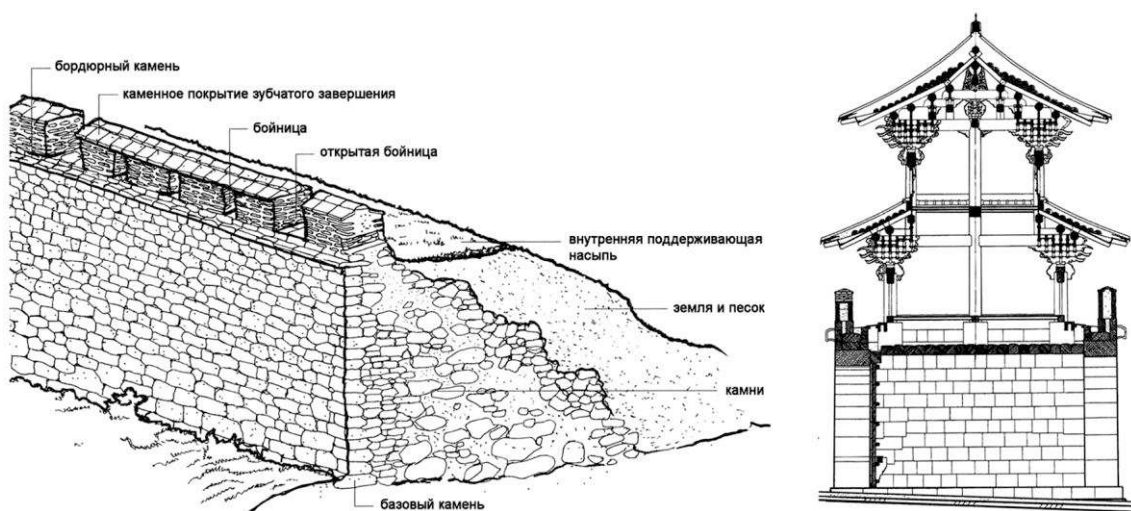 бордюрный камень
каменное покрытие зубчатого завершения
бойница
открытая бойница
внутренняя поддерживающая
насыпь
земля и песок
камни
базовый камень